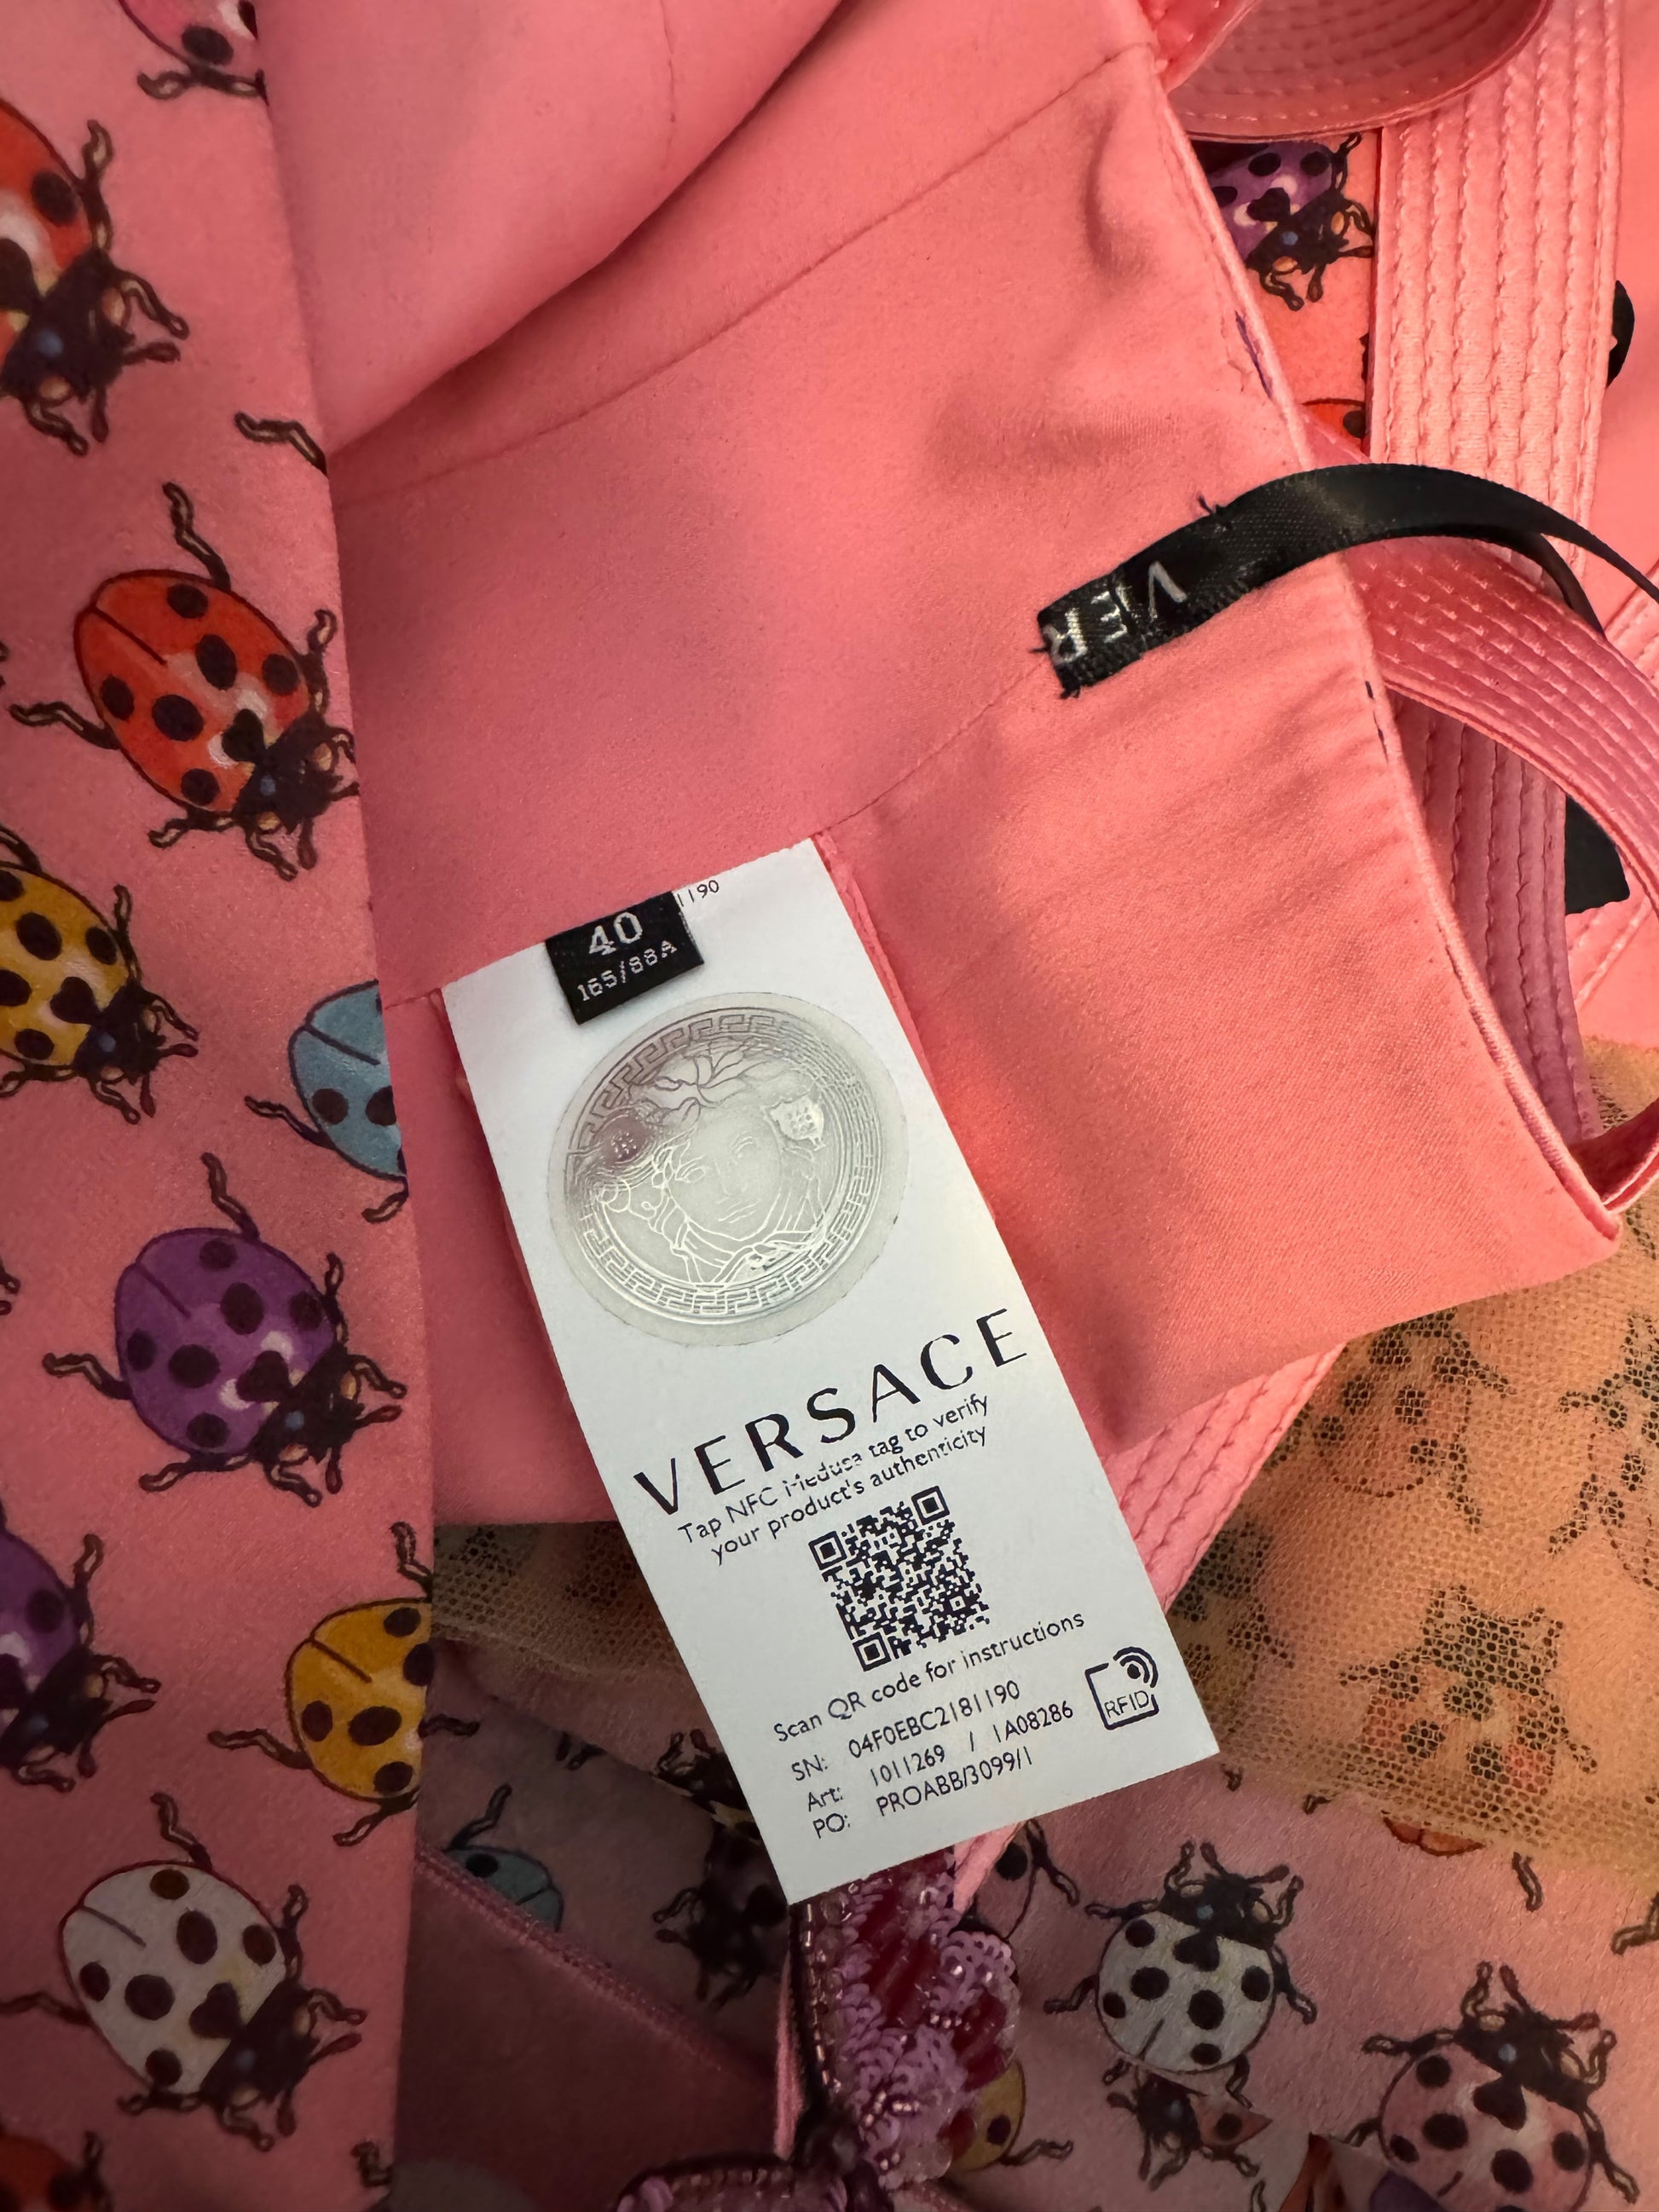 VER
1190
40
165/88A
VERSACE
Tap NFC Medusa tag to verify
your product's authenticity
Scan QR code for instructions
SN: 04F0EBC2181190
Art: 1011269 / 1A08286
PO: PROABB/3099/1
RFID